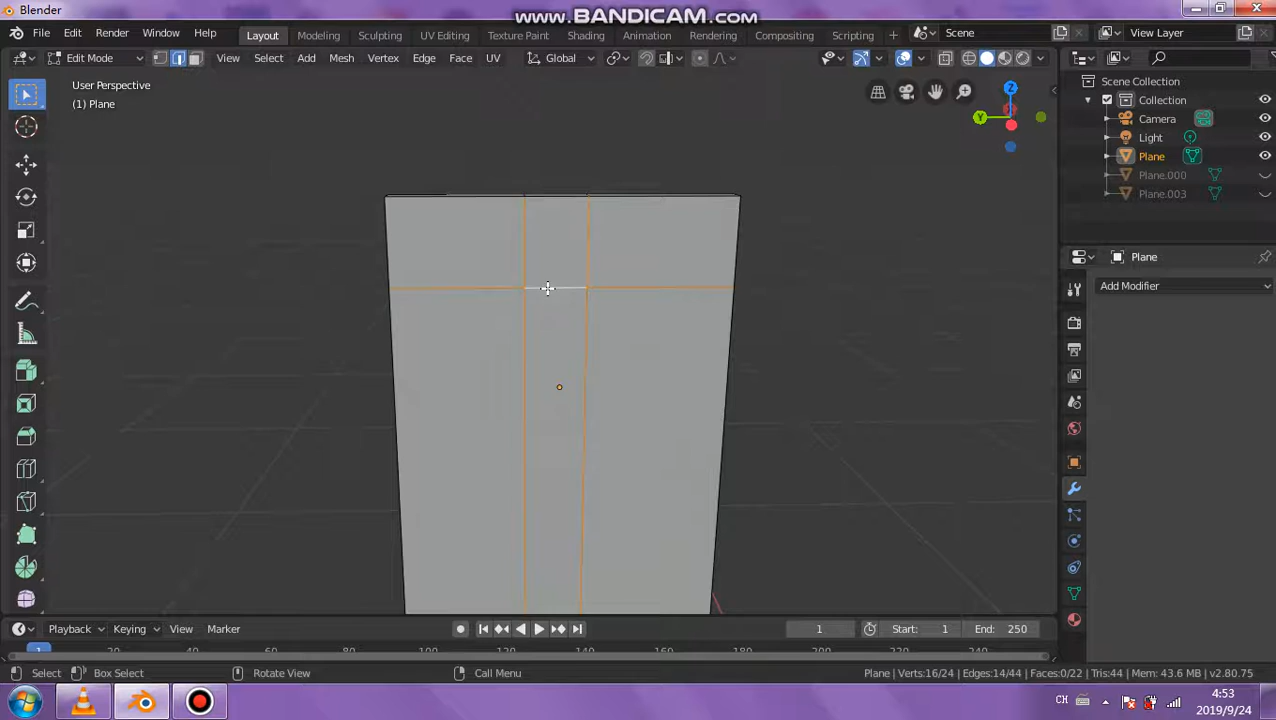 Blender
www.BANDICAM.com
File Edit Render Window Help
Layout Modeling Sculpting UV Editing Texture Paint Shading Animation Rendering Compositing Scripting +
Scene
View Layer
Edit Mode
View Select Add Mesh Vertex Edge Face UV
Global
User Perspective
(1) Plane
Z
Y
Scene Collection
Collection
Camera
Light
Plane
Plane.000
Plane.003
Plane
Add Modifier
Playback Keying View Marker
1
Start: 1
End: 250
1 20 40 60 80 100 120 140 160 180 200 220 240
Select
Box Select
Rotate View
Call Menu
Plane | Verts:16/24 | Edges:14/44 | Faces:0/22 | Tris:44 | Mem: 43.6 MB | v2.80.75
CH
4:53
2019/9/24